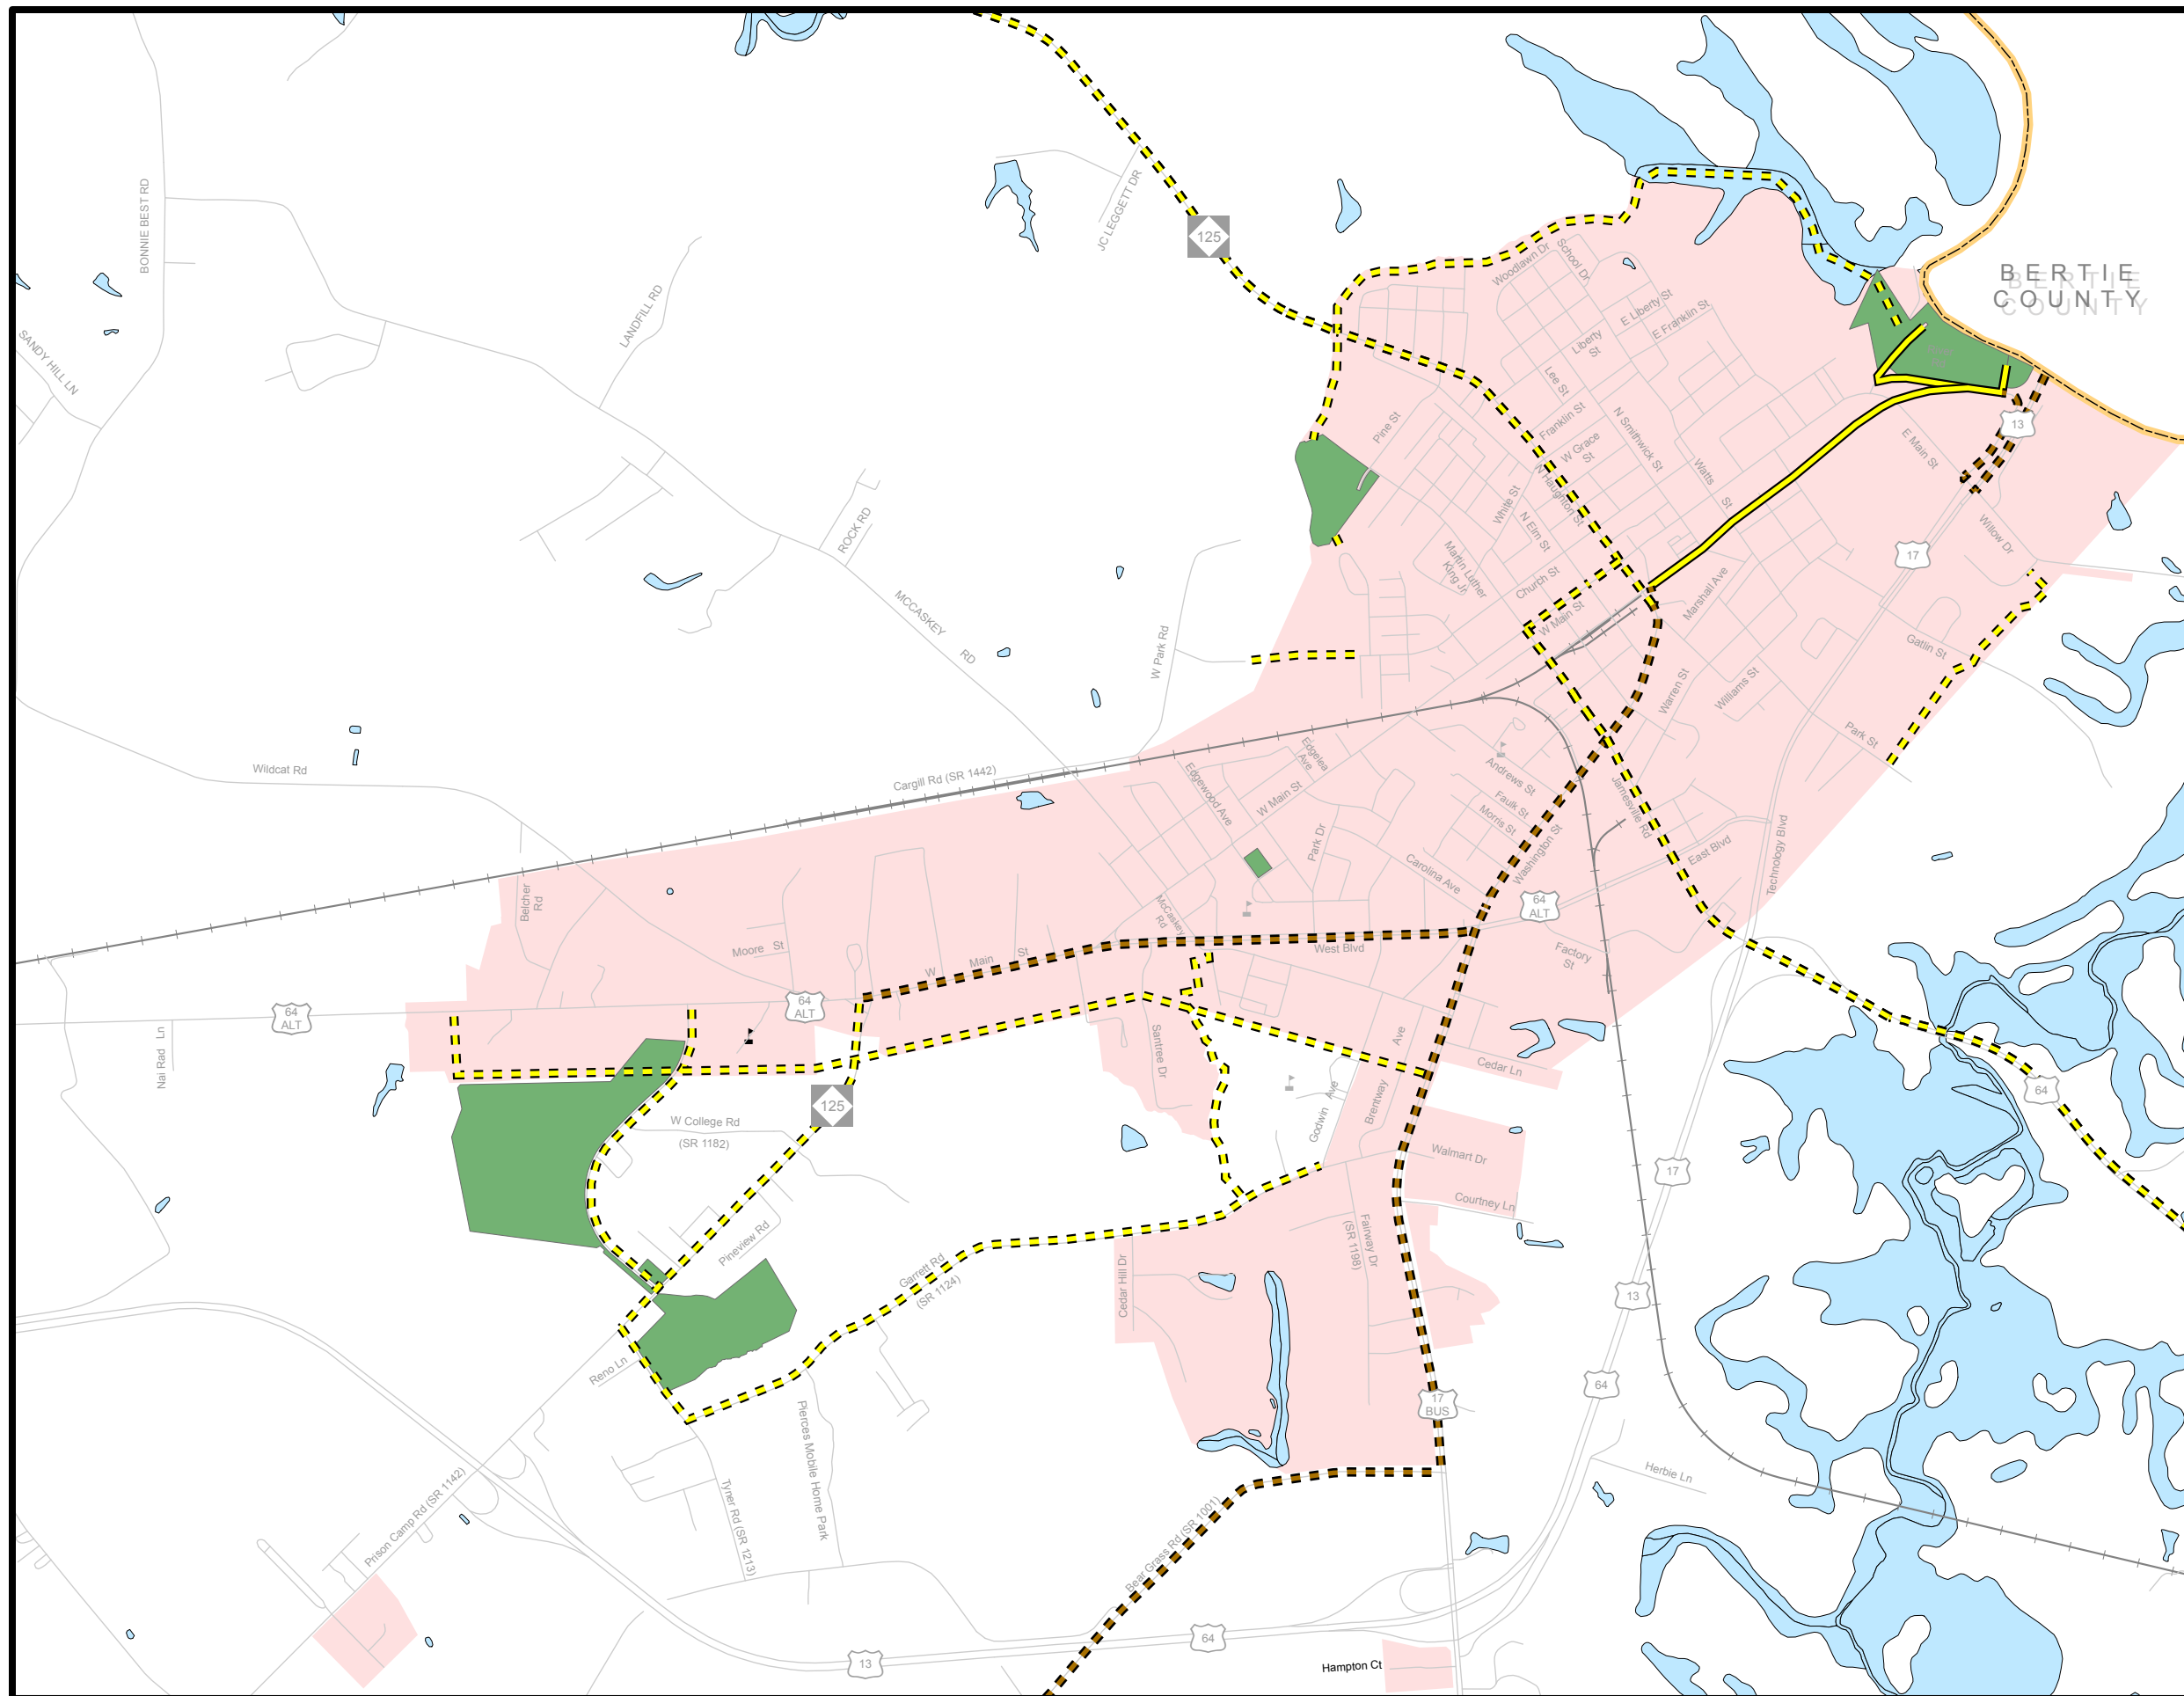 BONNIE BEST RD
JC LEGGETT DR
125
BERTIE
COUNTY
Woodlawn Dr
School Dr
E Liberty St
E Franklin St
Liberty
St
SANDY HILL LN
LANDFILL RD
Lee St
Pine St
Franklin St
W Grace
St
N Smithwick St
Watts
St
E Main St
13
N Haughton St
White St
N Elm St
ROCK RD
Martin Luther
King Jr
Church St
W Main St
Marshall Ave
17
Willow Dr
MCCASKEY
RD
W Park Rd
Gatlin St
Warren St
Williams St
Park St
Wildcat Rd
Cargill Rd (SR 1442)
Edgelea
Ave
Edgewood Ave
W Main St
Andrews St
Faulk St
Morris St
Jamesville Rd
Washington St
Park Dr
Carolina Ave
East Blvd
Technology Blvd
Belcher
Rd
McCaskey
Rd
64
ALT
Moore St
W Main St
West Blvd
Factory
St
64
ALT
64
ALT
Nai Rad Ln
Santree Dr
Ave
Cedar Ln
125
W College Rd
(SR 1182)
Godwin Ave
Brentway
Walmart Dr
64
17
Courtney Ln
Pineview Rd
Garrett Rd
(SR 1124)
Cedar Hill Dr
Fairway Dr
(SR 1198)
13
Reno Ln
64
17
BUS
Pierces Mobile Home Park
Tyner Rd (SR 1213)
Prison Camp Rd (SR 1142)
Bear Grass Rd (SR 1001)
Herbie Ln
13
64
Hampton Ct